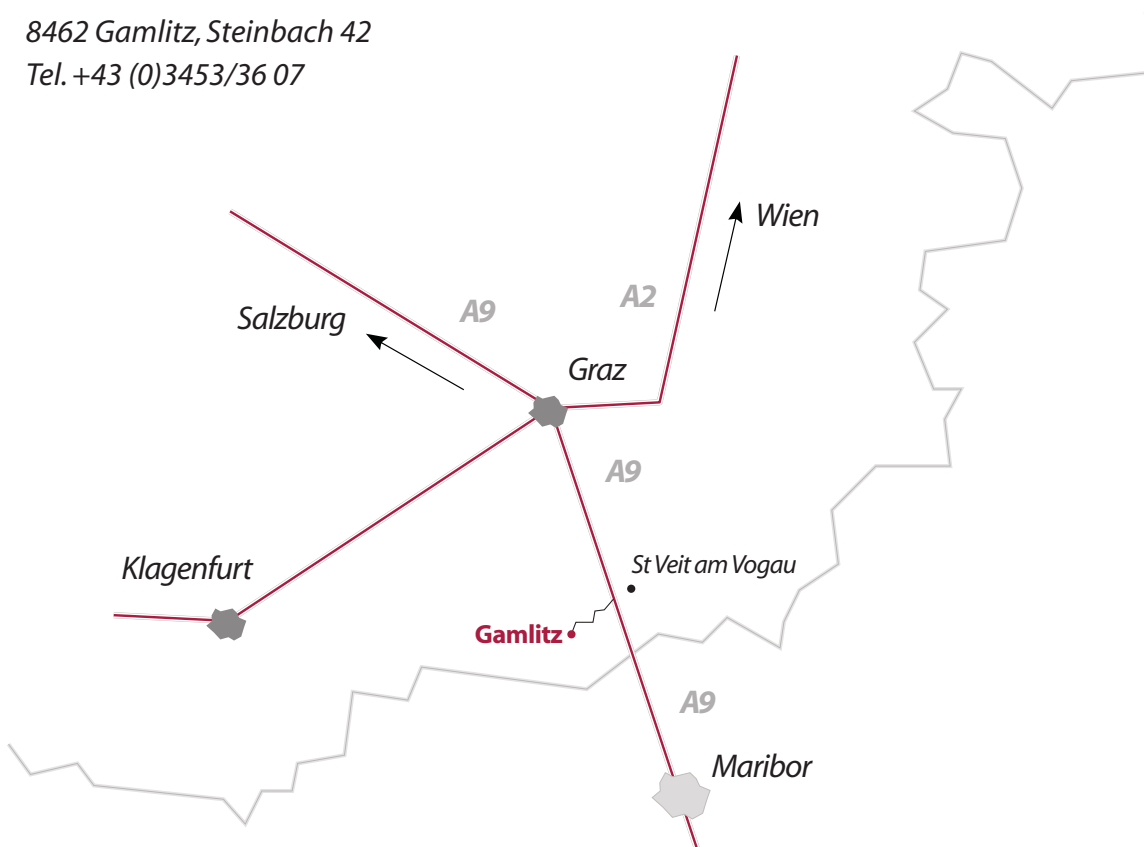 8462 Gamlitz, Steinbach 42
Tel. +43 (0)3453/36 07
Wien
A2
A9
Salzburg
Graz
A9
St Veit am Vogau
Klagenfurt
Gamlitz
A9
Maribor